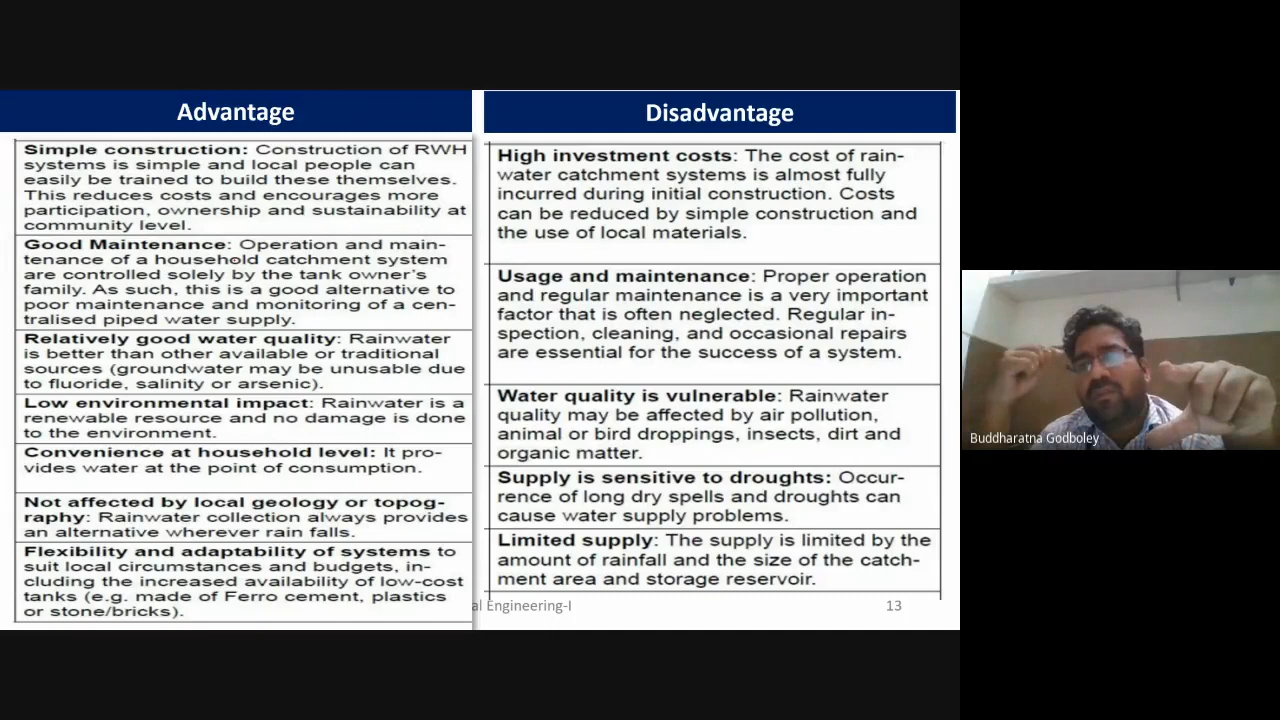 Advantage
Simple construction: Construction of RWH
systems is simple and local people can
easily be trained to build these themselves.
This reduces costs and encourages more
participation, ownership and sustainability at
community level.
Good Maintenance: Operation and main-
tenance of a household catchment system
are controlled solely by the tank owner's
family. As such, this is a good alternative to
poor maintenance and monitoring of a cen-
tralised piped water supply.
Relatively good water quality: Rainwater
is better than other available or traditional
sources (groundwater may be unusable due
to fluoride, salinity or arsenic).
Low environmental impact: Rainwater is a
renewable resource and no damage is done
to the environment.
Convenience at household level: It pro-
vides water at the point of consumption.
Not affected by local geology or topog-
raphy: Rainwater collection always provides
an alternative wherever rain falls.
Flexibility and adaptability of systems to
suit local circumstances and budgets, in-
cluding the increased availability of low-cost
tanks (e.g. made of Ferro cement, plastics
or stone/bricks).
Disadvantage
High investment costs: The cost of rain-
water catchment systems is almost fully
incurred during initial construction. Costs
can be reduced by simple construction and
the use of local materials.
Usage and maintenance: Proper operation
and regular maintenance is a very important
factor that is often neglected. Regular in-
spection, cleaning, and occasional repairs
are essential for the success of a system.
Water quality is vulnerable: Rainwater
quality may be affected by air pollution,
animal or bird droppings, insects, dirt and
organic matter.
Supply is sensitive to droughts: Occur-
rence of long dry spells and droughts can
cause water supply problems.
Limited supply: The supply is limited by the
amount of rainfall and the size of the catch-
ment area and storage reservoir.
al Engineering-I
13
Buddharatna Godboley